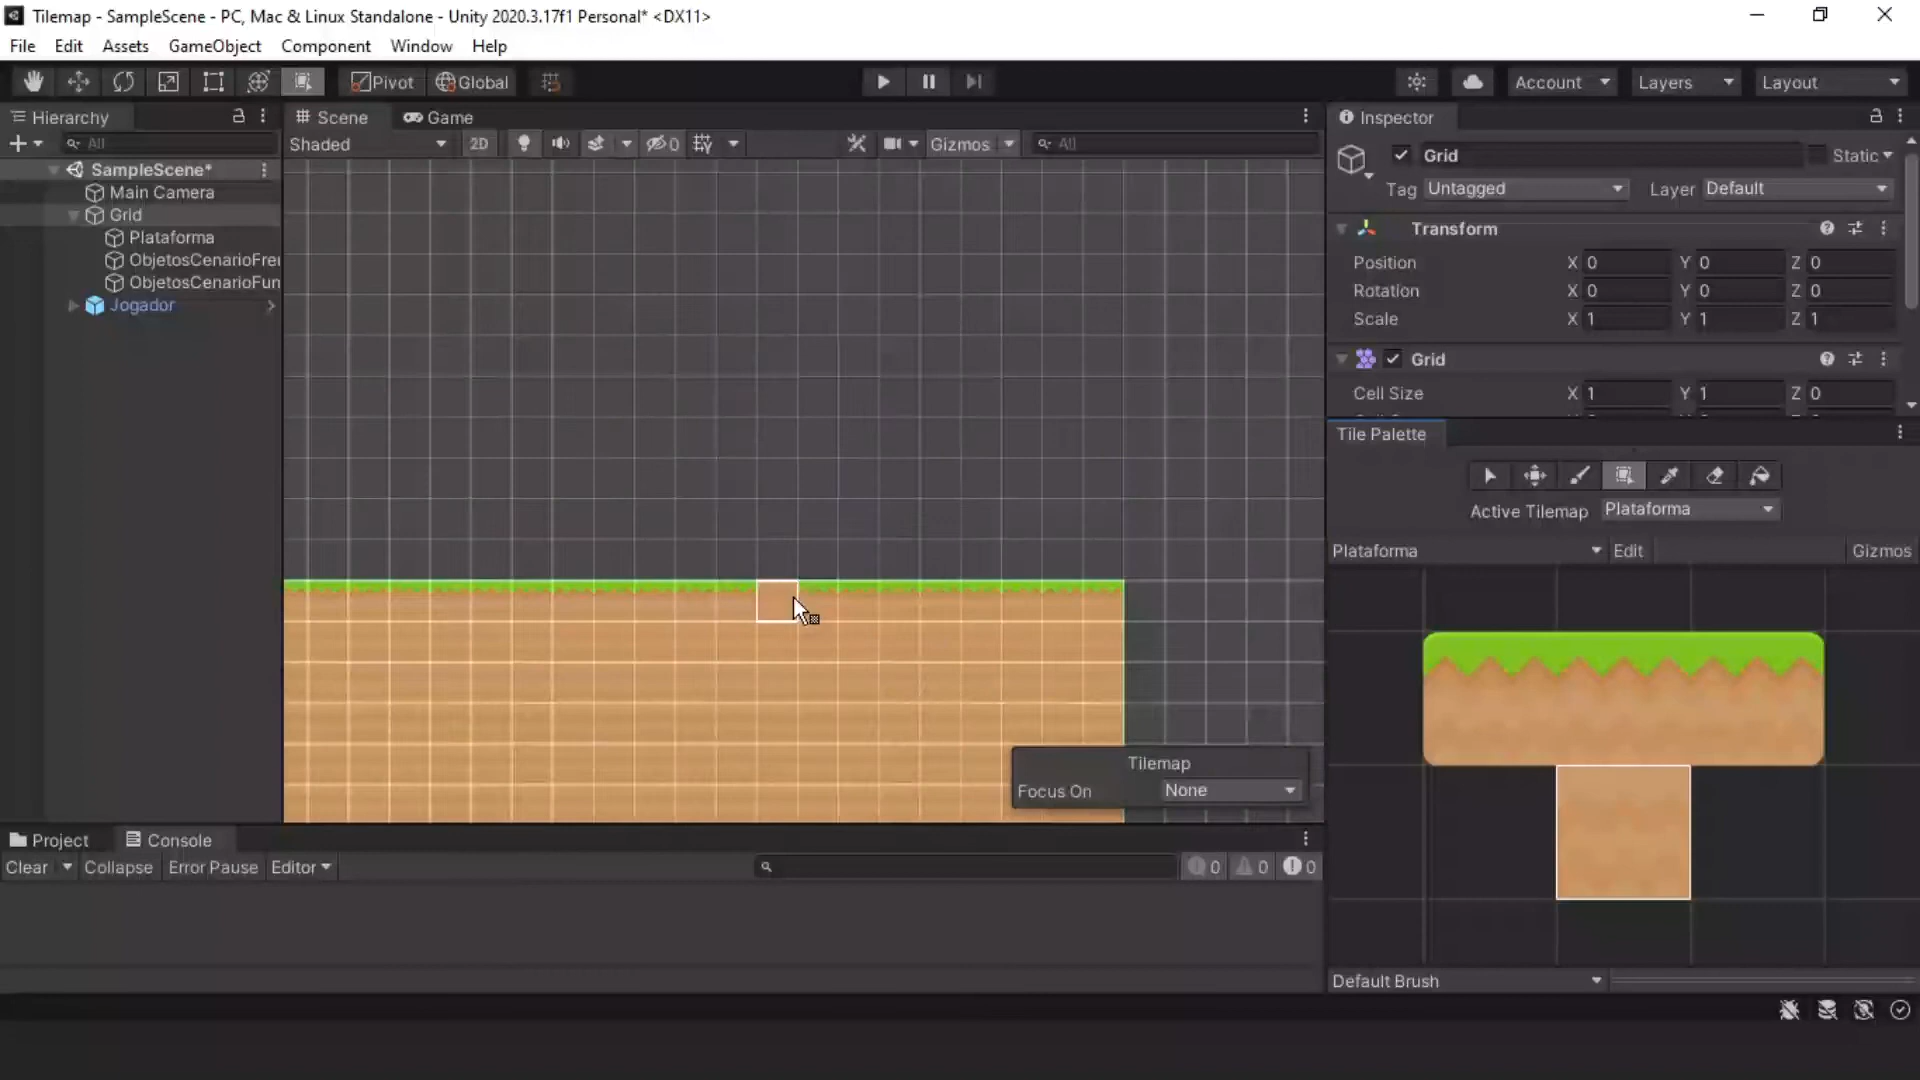 Tilemap - SampleScene - PC, Mac & Linux Standalone - Unity 2020.3.17f1 Personal* <DX11>
File Edit Assets GameObject Component Window Help
Pivot Global Account Layers Layout
Hierarchy
All
SampleScene*
Main Camera
Grid
Plataforma
ObjetosCenarioFre
ObjetosCenarioFun
Jogador
Scene Game
Shaded 2D 0 Gizmos All
Tilemap
Focus On None
Inspector
Grid Static
Tag Untagged Layer Default
Transform
Position X 0 Y 0 Z 0
Rotation X 0 Y 0 Z 0
Scale X 1 Y 1 Z 1
Grid
Cell Size X 1 Y 1 Z 0
Tile Palette
Active Tilemap Plataforma
Plataforma Edit Gizmos
Default Brush
Project Console
Clear Collapse Error Pause Editor 0 0 0